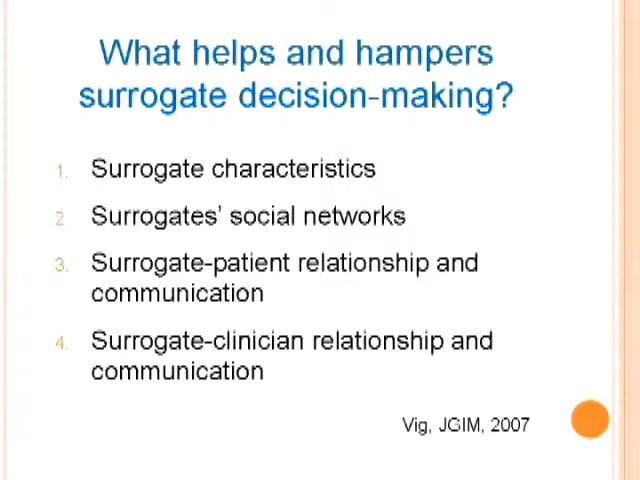 What helps and hampers
surrogate decision-making?
1. Surrogate characteristics
2 Surrogates' social networks
3. Surrogate-patient relationship and
communication
4. Surrogate-clinician relationship and
communication
Vig, JGIM, 2007